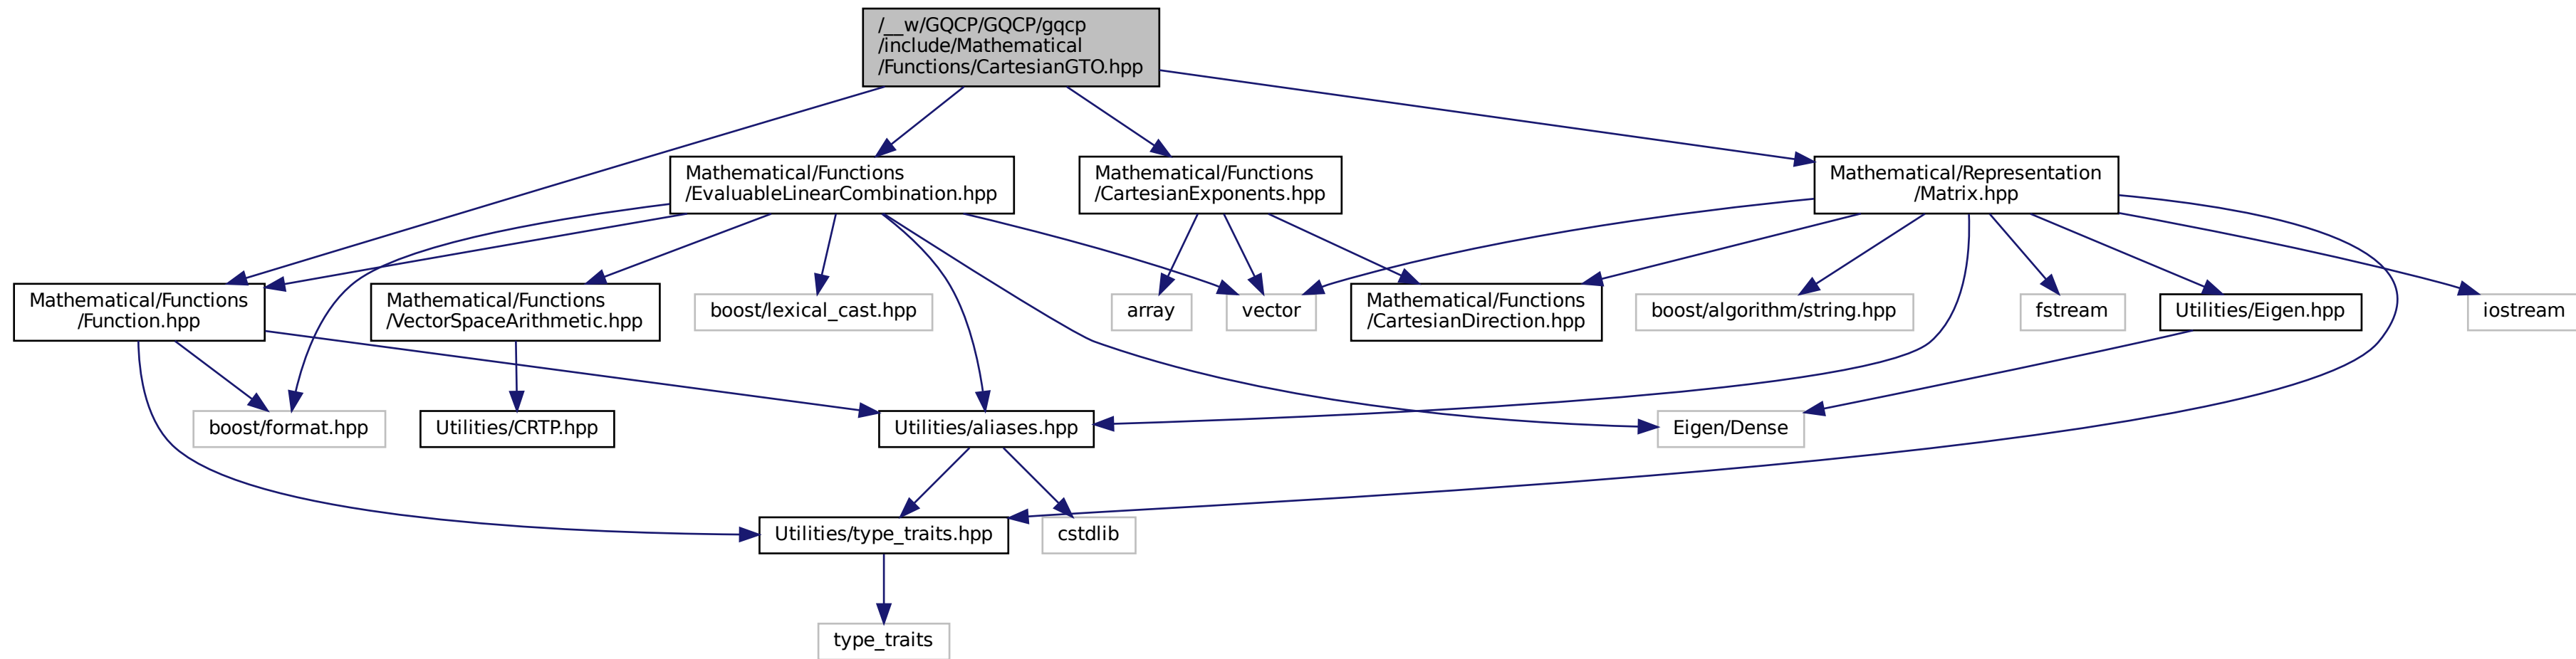 /__w/GQCP/GQCP/gqcp
/include/Mathematical
/Functions/CartesianGTO.hpp
Mathematical/Functions
/EvaluableLinearCombination.hpp
Mathematical/Functions
/CartesianExponents.hpp
Mathematical/Representation
/Matrix.hpp
Mathematical/Functions
/Function.hpp
Mathematical/Functions
/VectorSpaceArithmetic.hpp
boost/lexical_cast.hpp
array
vector
Mathematical/Functions
/CartesianDirection.hpp
boost/algorithm/string.hpp
fstream
Utilities/Eigen.hpp
iostream
boost/format.hpp
Utilities/CRTP.hpp
Utilities/aliases.hpp
Eigen/Dense
Utilities/type_traits.hpp
cstdlib
type_traits